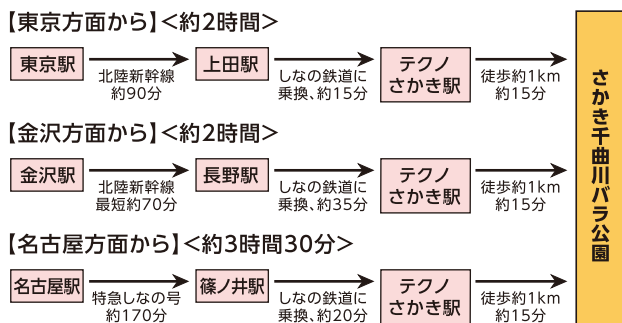 【東京方面から】<約2時間>
東京駅
北陸新幹線
約90分
上田駅
しなの鉄道に
乗換、約15分
テクノ
さかき駅
徒歩約1km
約15分
【金沢方面から】<約2時間>
金沢駅
北陸新幹線
最短約70分
長野駅
しなの鉄道に
乗換、約35分
テクノ
さかき駅
徒歩約1km
約15分
【名古屋方面から】<約3時間30分>
名古屋駅
特急しなの号
約170分
篠ノ井駅
しなの鉄道に
乗換、約20分
テクノ
さかき駅
徒歩約1km
約15分
さかき千曲川バラ公園